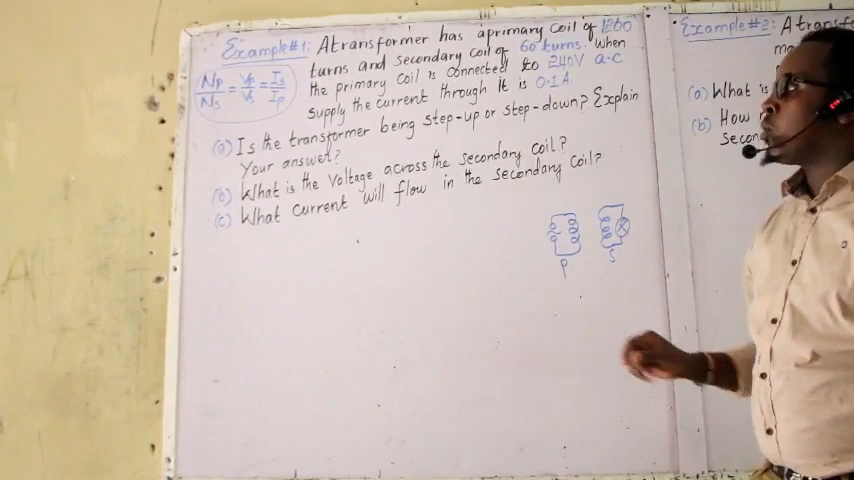 Example#1: A transformer has a primary coil of 1200
turns and secondary coil of 60 turns. When
the primary coil is connected to 240V a.c
supply the current through it is 0.1A.
Np/Ns = Vp/Vs = Is/Ip
(a) Is the transformer being step-up or step-down? Explain
Your answer?
(b) What is the voltage across the secondary coil?
(c) What current will flow in the secondary coil?
P
S
Example#2: A transf
(a) What is
(b) How
Secon